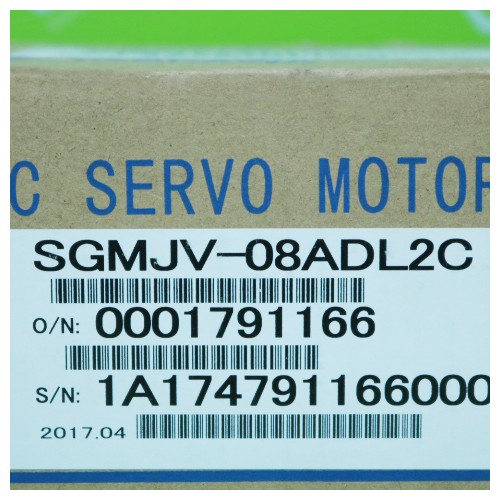 C SERVO MOTOR
SGMJV-08ADL2C
O/N: 0001791166
S/N: 1A174791166000
2017.04